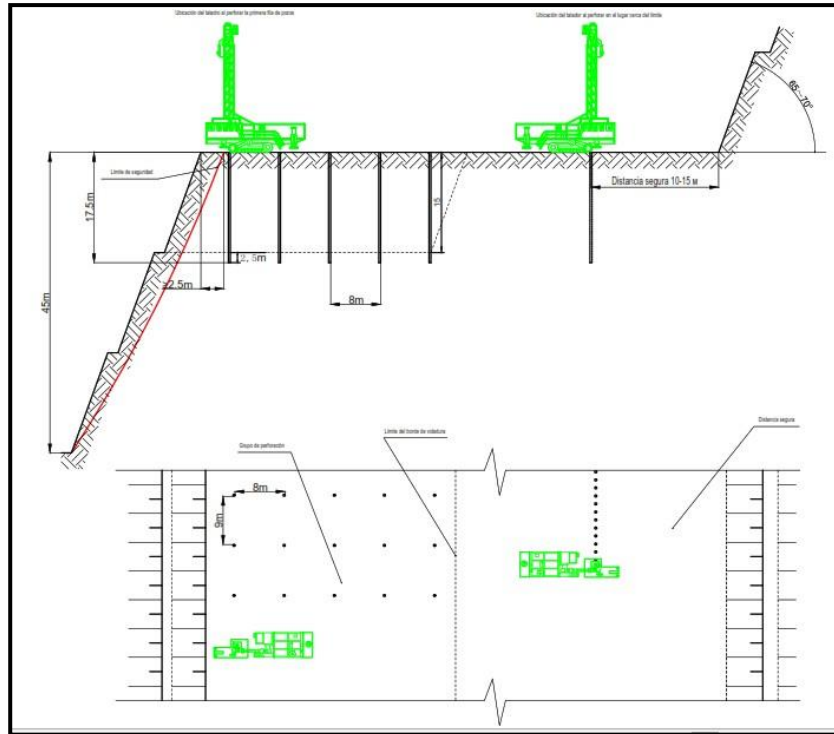 Ubicación del taladro al perforar la primera fila de pozos
Ubicación del taladro al perforar en el lugar cerca del límite
65~70°
Límite de seguridad
Distancia segura 10-15 м
17.5m
15
2.5m
≥2.5m
8m
45m
Grupo de perforación
Límite del frente de voladura
Distancia segura
8m
9m